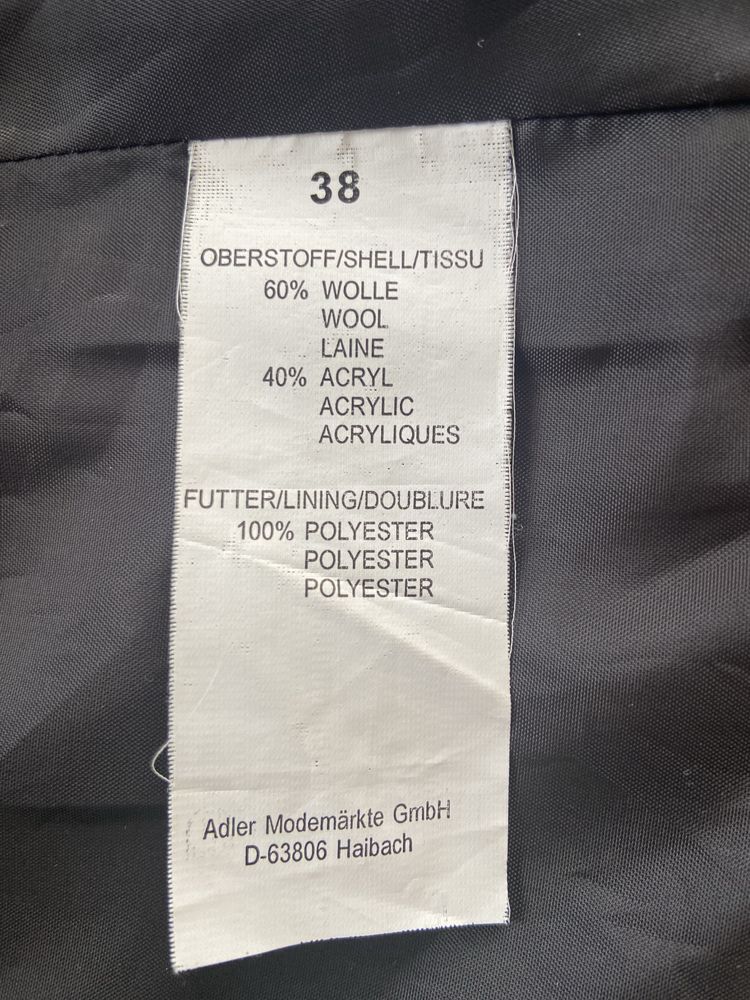 38
OBERSTOFF/SHELL/TISSU
60% WOLLE
WOOL
LAINE
40% ACRYL
ACRYLIC
ACRYLIQUES
FUTTER/LINING/DOUBLURE
100% POLYESTER
POLYESTER
POLYESTER
Adler Modemärkte GmbH
D-63806 Haibach